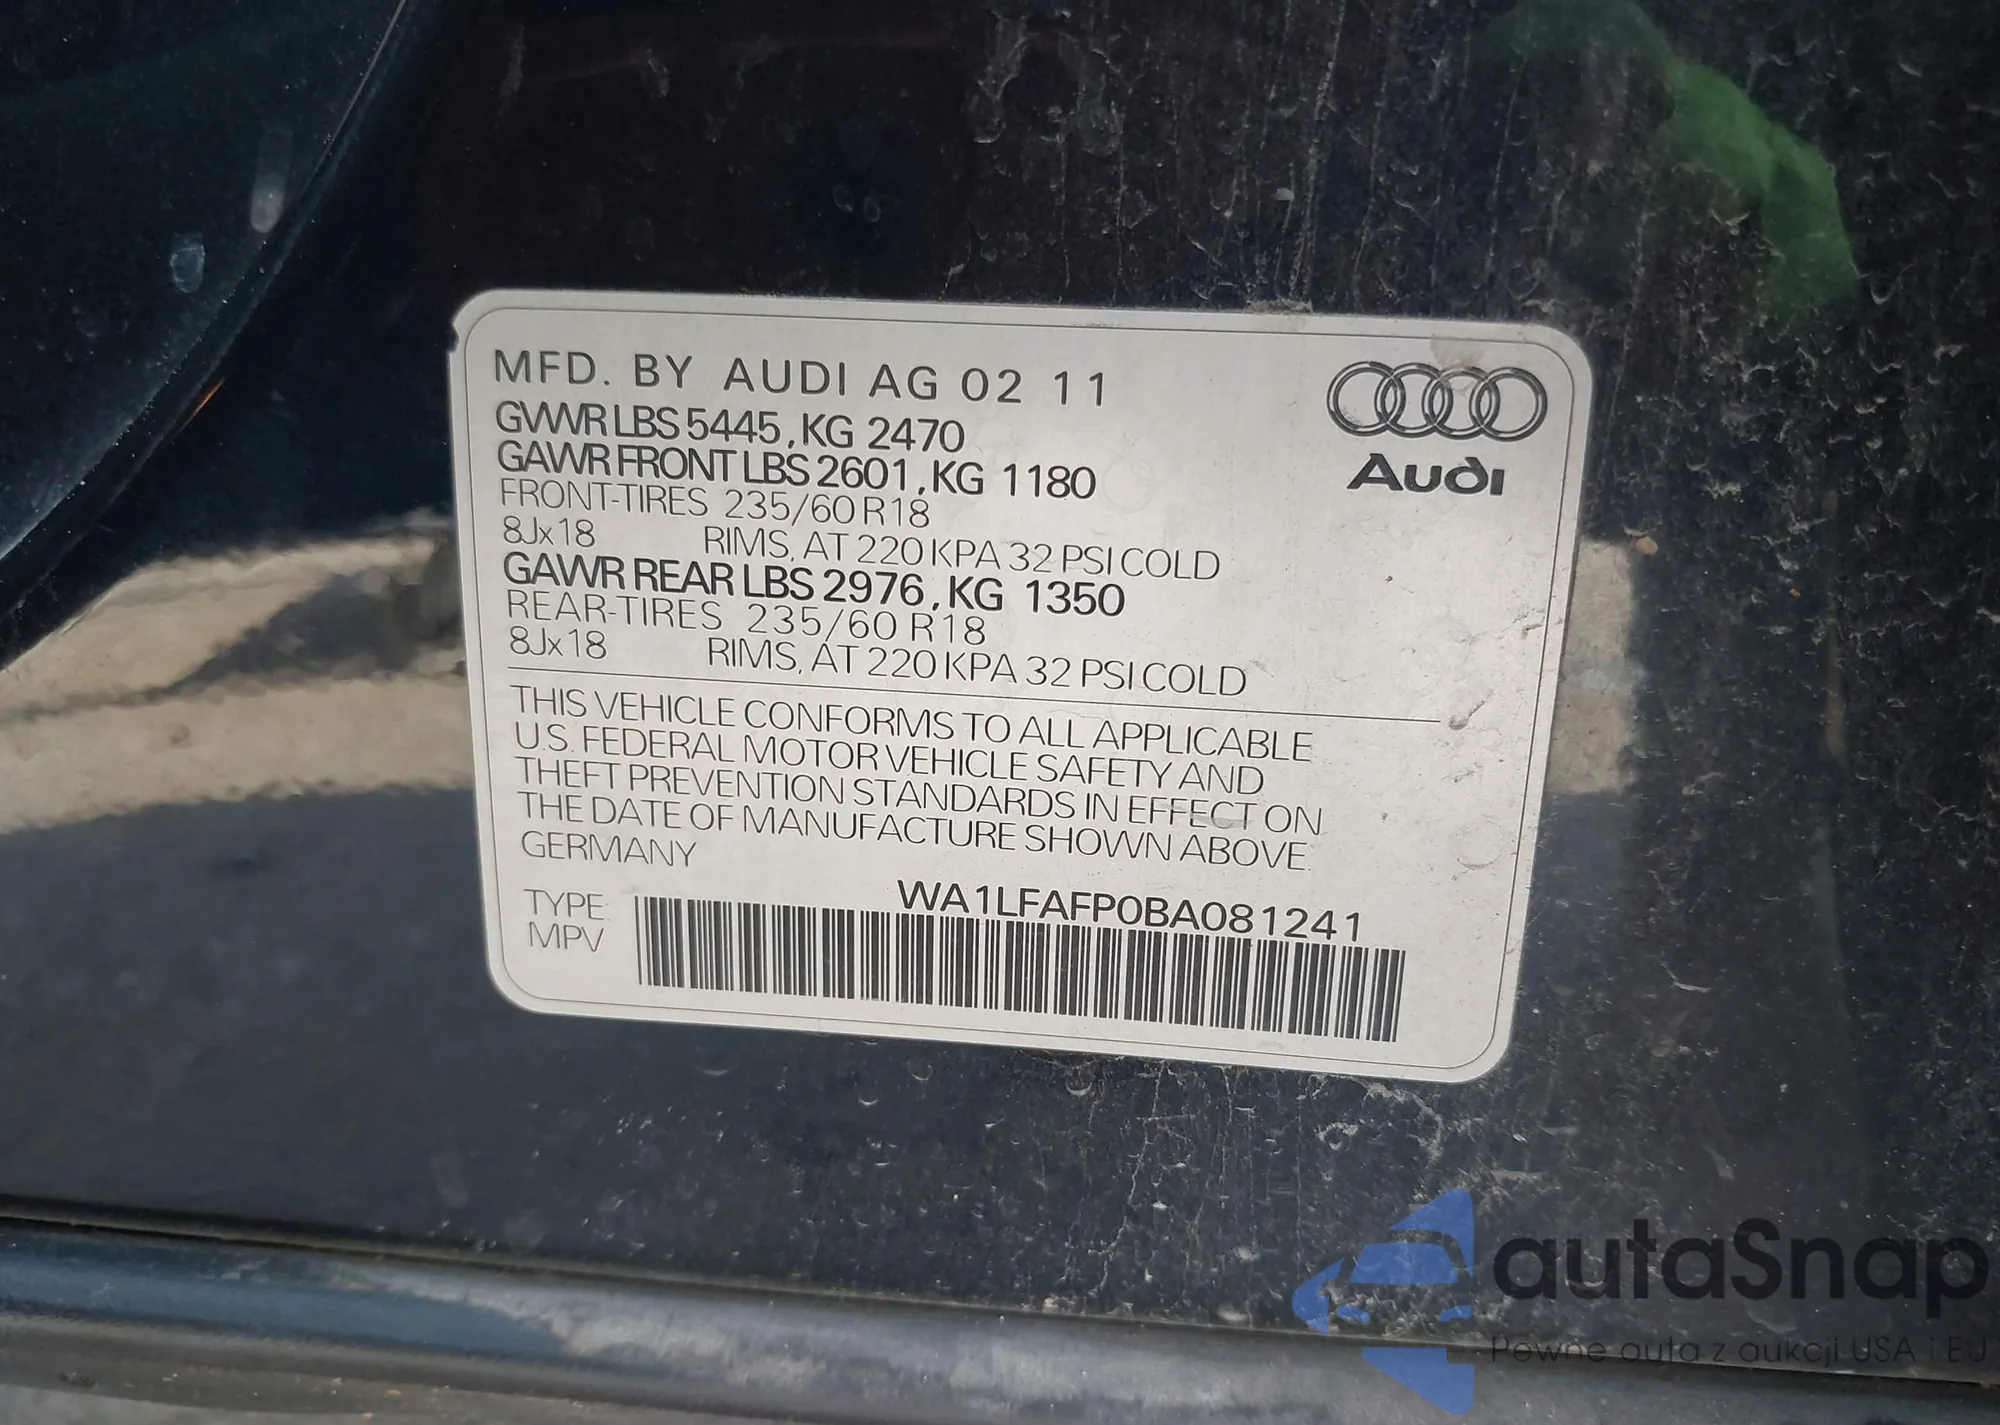 MFD. BY AUDI AG 02 11
GVWR LBS 5445, KG 2470
GAWR FRONT LBS 2601, KG 1180
FRONT-TIRES 235/60 R18
8Jx18 RIMS, AT 220 KPA 32 PSI COLD
GAWR REAR LBS 2976, KG 1350
REAR-TIRES 235/60 R18
8Jx18 RIMS, AT 220 KPA 32 PSI COLD
Audi
THIS VEHICLE CONFORMS TO ALL APPLICABLE
U.S. FEDERAL MOTOR VEHICLE SAFETY AND
THEFT PREVENTION STANDARDS IN EFFECT ON
THE DATE OF MANUFACTURE SHOWN ABOVE.
GERMANY
WA1LFAFP0BA081241
TYPE:
MPV
autaSnap
Pewne auta z aukcji USA i EU